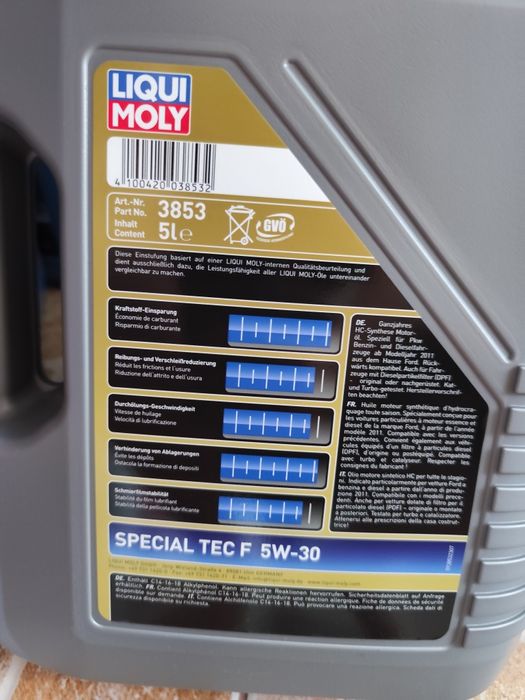 LIQUI
MOLY
4 100420 038532
Art.-Nr.
Part No. 3853
Inhalt
Content 5l e
GVÖ
Diese Einstufung basiert auf einer LIQUI MOLY-internen Qualitätsbeurteilung und
dient ausschließlich dazu, die Leistungsfähigkeit aller LIQUI MOLY-Öle untereinander
vergleichbar zu machen.
Kraftstoff-Einsparung
Économie de carburant
Risparmio di carburante
Reibungs- und Verschleißreduzierung
Réduit les frictions et l'usure
Riduzione dell'attrito e dell'usura
Durchölungs-Geschwindigkeit
Vitesse de huilage
Velocità di lubrificazione
Verhinderung von Ablagerungen
Évite les dépôts
Ostacola la formazione di depositi
Schmierfilmstabilität
Stabilité du film lubrifiant
Stabilità della pellicola lubrificante
DE. Ganzjahres
HC-Synthese Motor-
öl. Speziell für Pkw-
Benzin- und Dieselfahr-
zeuge ab Modelljahr 2011
aus dem Hause Ford. Rück-
wärts kompatibel. Auch für Fahr-
zeuge mit Dieselpartikelfilter (DPF)
- original oder nachgerüstet. Kat-
und Turbo-getestet. Herstellervorschrif-
ten beachten!
FR. Huile moteur synthétique d'hydrocra-
quage toute saison. Spécialement conçue pour
les voitures particulières à moteur essence et
diesel de la marque Ford, à partir de l'année
modèle 2011. Compatible avec les versions
précédentes. Convient également aux véhi-
cules équipés d'un filtre à particules diesel
(DPF), d'origine ou postéquipé. Compatible
avec turbo et catalyseur. Respecter les
consignes du fabricant !
IT. Olio motore sintetico HC per tutte le stagio-
ni. Indicato particolarmente per vetture Ford a
benzina e diesel a partire dall'anno di produ-
zione 2011. Compatibile con i modelli prece-
denti. Anche per vetture dotate di filtro per il
particolato diesel (DPF) - originale o montato
a posteriori. Testato per turbo e catalizzatore.
Attenersi alle prescrizioni della casa costrut-
trice!
SPECIAL TEC F 5W-30
LIQUI MOLY GmbH · Jerg-Wieland-Straße 4 · 89081 Ulm GERMANY
DE. Enthält C14-16-18 Alkylphenol. Kann allergische Reaktionen hervorrufen. Sicherheitsdatenblatt auf Anfrage
erhältlich. FR. Contient Alkylphénol C14-16-18. Peut produire une réaction allergique. Fiche de données de sécurité
disponible sur demande. IT. Contiene Alchilfenolo C14-16-18. Può provocare una reazione allergica. Scheda dati di
sicurezza disponibile su richiesta.